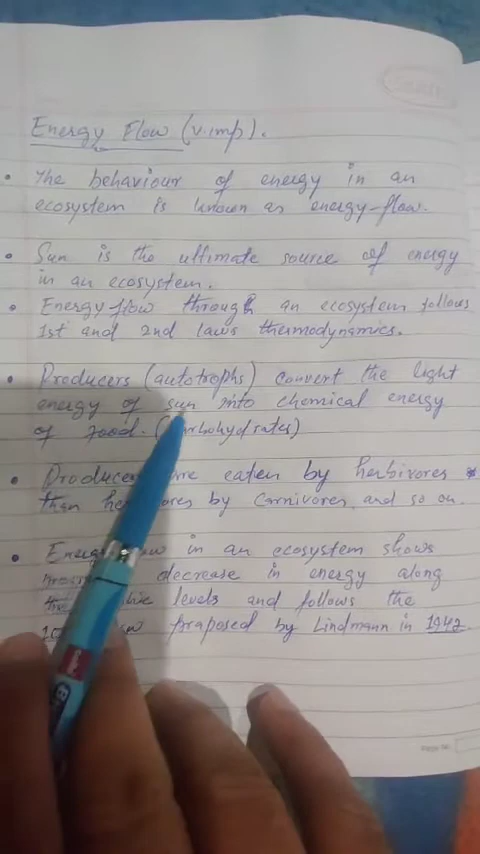 Energy Flow (v.imp).
• The behaviour of energy in an
ecosystem is known as energy-flow.
• Sun is the ultimate source of energy
in an ecosystem.
• Energy-flow through an ecosystem follows
1st and 2nd laws thermodynamics.
• Producers (autotrophs) convert the light
energy of sun into chemical energy
of food. (carbohydrates)
• are eaten by herbivores
than by Carnivores and so on.
• in an ecosystem shows
decrease in energy along
levels and follows the
proposed by Lindmann in 1942